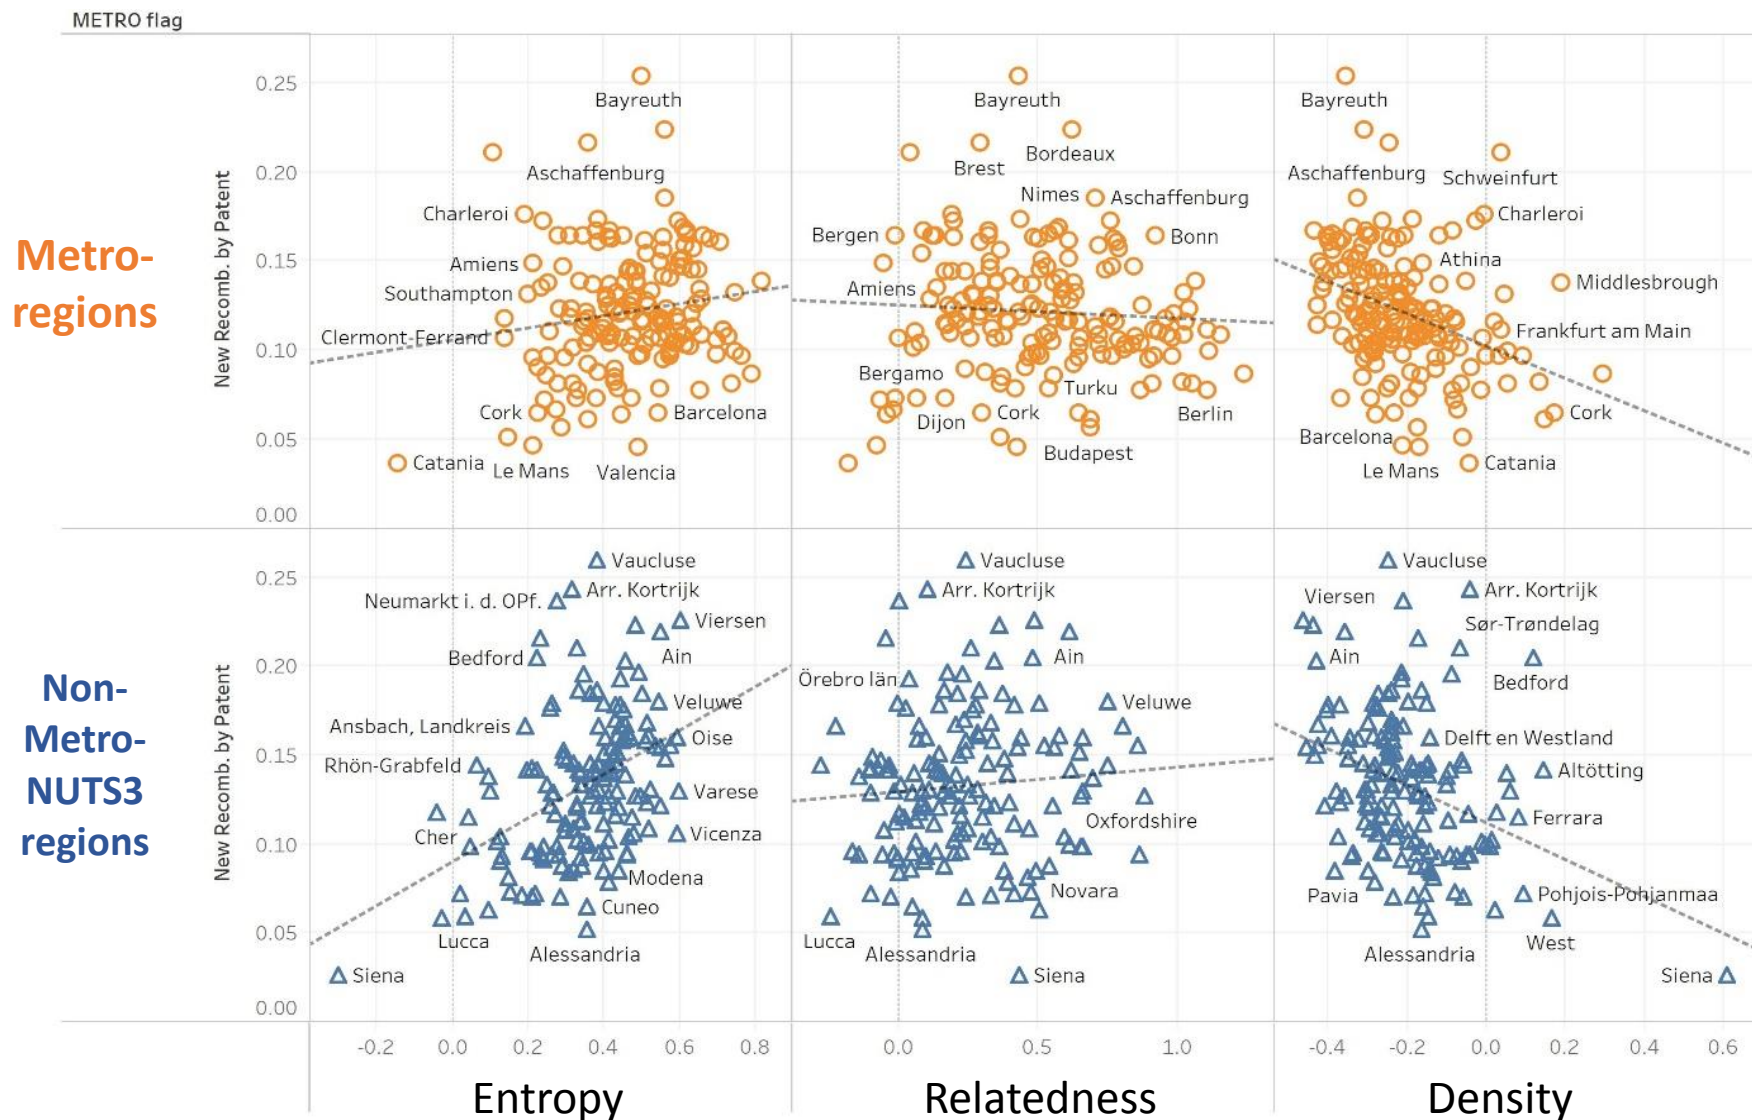 METRO flag
Metro-
regions
New Recomb. by Patent
0.25
0.20
0.15
0.10
0.05
0.00
Bayreuth
Aschaffenburg
Charleroi
Amiens
Southampton
Clermont-Ferrand
Cork
Barcelona
Catania
Le Mans
Valencia
Bayreuth
Brest
Bordeaux
Nimes
Aschaffenburg
Bergen
Bonn
Amiens
Bergamo
Turku
Dijon
Cork
Berlin
Budapest
Bayreuth
Aschaffenburg
Schweinfurt
Charleroi
Athina
Middlesbrough
Frankfurt am Main
Cork
Barcelona
Le Mans
Catania
Non-
Metro-
NUTS3
regions
New Recomb. by Patent
0.25
0.20
0.15
0.10
0.05
0.00
Vaucluse
Arr. Kortrijk
Neumarkt i. d. OPf.
Viersen
Bedford
Ain
Veluwe
Ansbach, Landkreis
Oise
Rhön-Grabfeld
Varese
Cher
Vicenza
Modena
Cuneo
Lucca
Alessandria
Siena
Vaucluse
Arr. Kortrijk
Ain
Örebro län
Veluwe
Oxfordshire
Novara
Lucca
Alessandria
Siena
Vaucluse
Viersen
Arr. Kortrijk
Sør-Trøndelag
Ain
Bedford
Delft en Westland
Altötting
Ferrara
Pavia
Pohjois-Pohjanmaa
West
Alessandria
Siena
-0.2 0.0 0.2 0.4 0.6 0.8
0.0 0.5 1.0
-0.4 -0.2 0.0 0.2 0.4 0.6
Entropy
Relatedness
Density